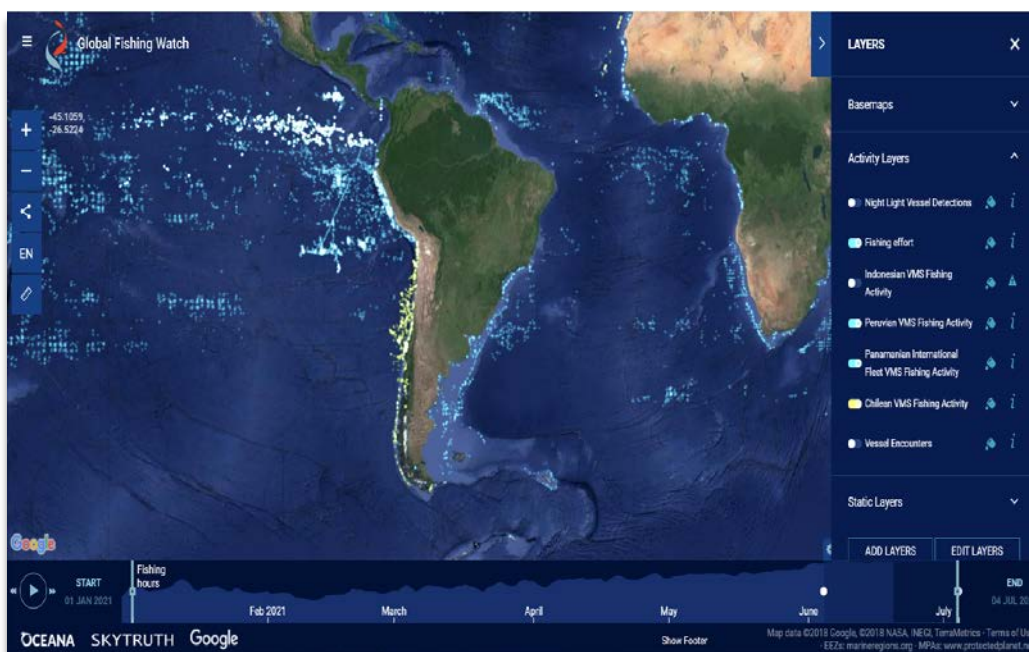 Global Fishing Watch
-45.1059,
-26.5224
EN
LAYERS
Basemaps
Activity Layers
Night Light Vessel Detections
Fishing effort
Indonesian VMS Fishing
Activity
Peruvian VMS Fishing Activity
Panamanian International
Fleet VMS Fishing Activity
Chilean VMS Fishing Activity
Vessel Encounters
Static Layers
ADD LAYERS
EDIT LAYERS
Google
START
01 JAN 2021
Fishing
hours
Feb 2021
March
April
May
June
July
END
04 JUL 20
OCEANA SKYTRUTH Google
Show Footer
Map data ©2018 Google, ©2018 NASA, INEGI, TerraMetrics - Terms of Us
- EEZs: marineregions.org - MPAs: www.protectedplanet.n